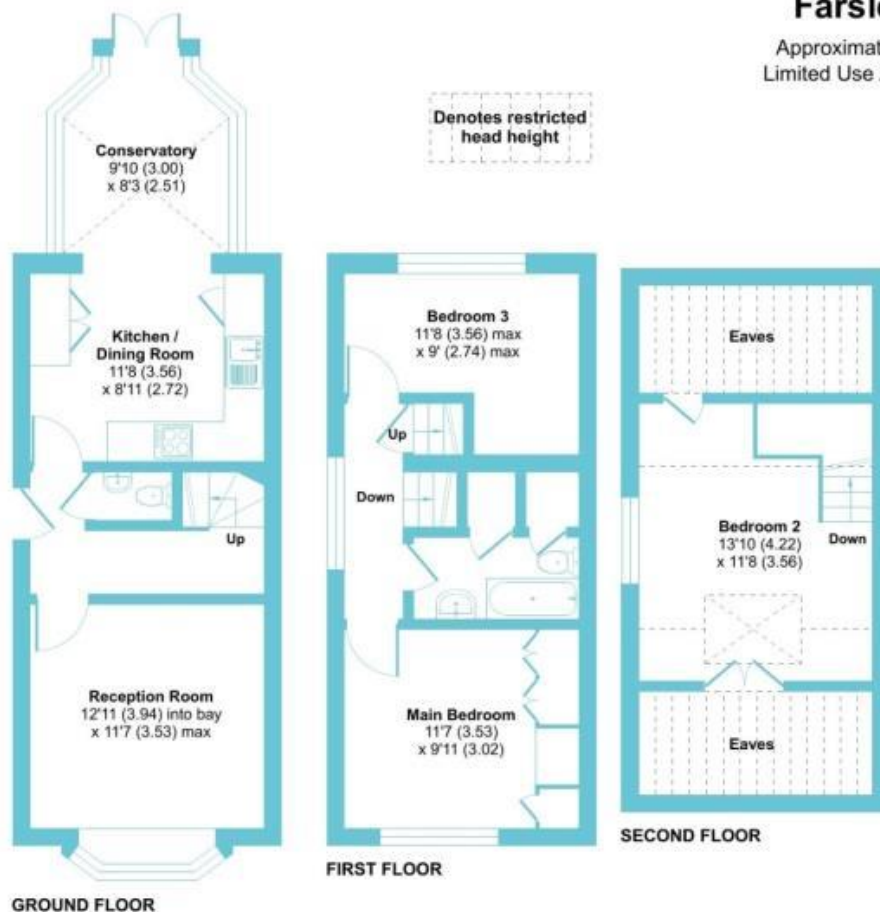 Conservatory
9'10 (3.00)
x 8'3 (2.51)
Denotes restricted
head height
Kitchen /
Dining Room
11'8 (3.56)
x 8'11 (2.72)
Up
Reception Room
12'11 (3.94) into bay
x 11'7 (3.53) max
GROUND FLOOR
Bedroom 3
11'8 (3.56) max
x 9' (2.74) max
Up
Down
Main Bedroom
11'7 (3.53)
x 9'11 (3.02)
FIRST FLOOR
Eaves
Bedroom 2
13'10 (4.22)
x 11'8 (3.56)
Down
Eaves
SECOND FLOOR
Limited Use